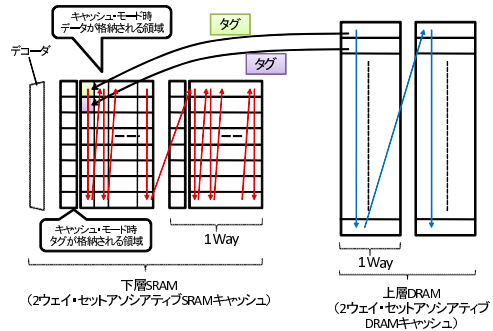 キャッシュ・モード時
データが格納される領域
タグ
タグ
デコーダ
キャッシュ・モード時
タグが格納される領域
1 Way
1 Way
下層SRAM
(2ウェイ・セットアソシアティブSRAMキャッシュ)
上層DRAM
(2ウェイ・セットアソシアティブ
DRAMキャッシュ)